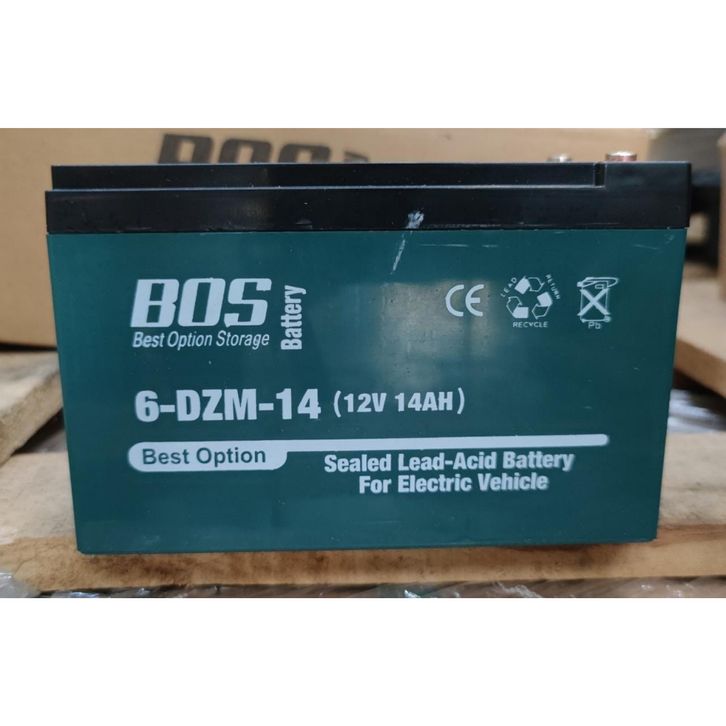 BOS
BOS
Battery
Best Option Storage
CE
LEAD RETURN
RECYCLE
Pb
6-DZM-14 (12V 14AH)
Best Option
Sealed Lead-Acid Battery
For Electric Vehicle